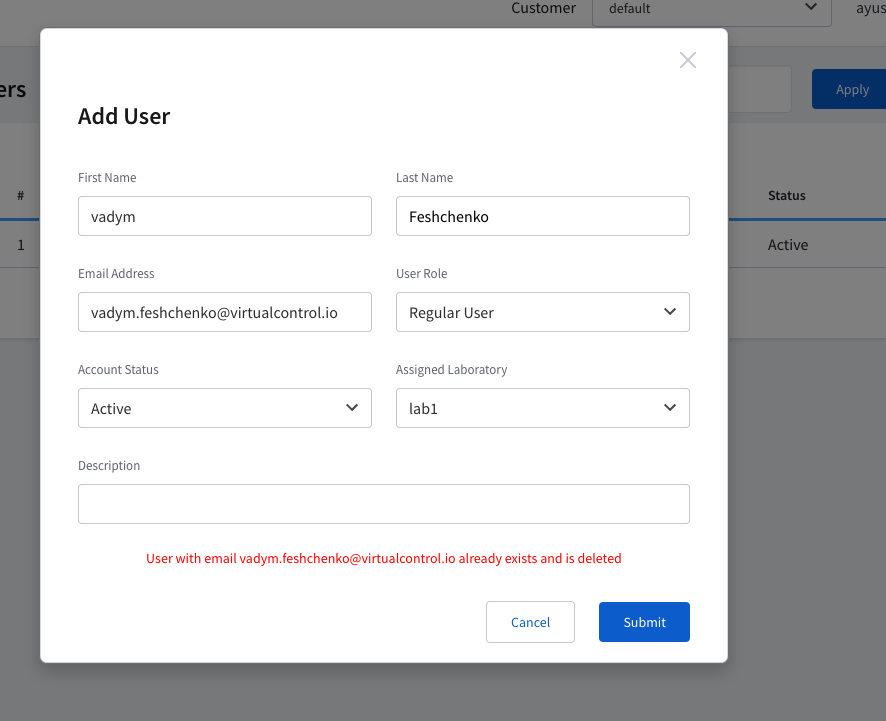 Customer default
Apply
Add User
First Name Last Name
vadym Feshchenko
# Status
1 Active
Email Address User Role
vadym.feshchenko@virtualcontrol.io Regular User
Account Status Assigned Laboratory
Active lab1
Description
User with email vadym.feshchenko@virtualcontrol.io already exists and is deleted
Cancel Submit